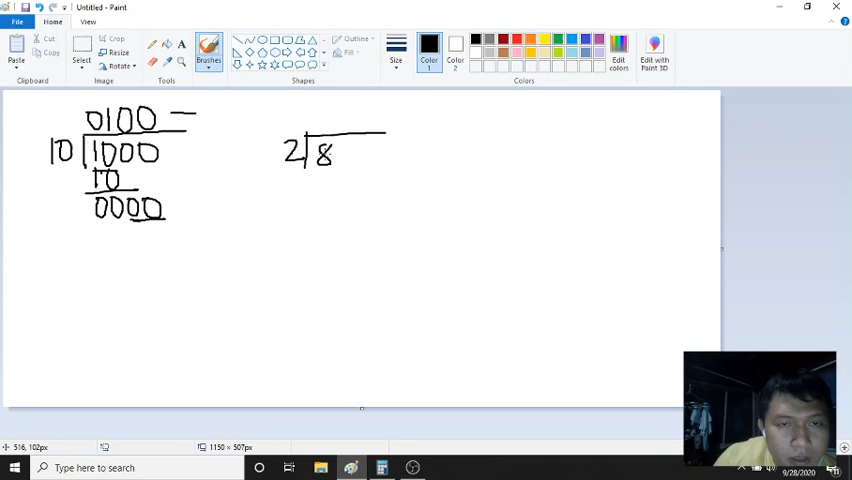 Untitled - Paint
File Home View
Paste Cut Copy Clipboard
Select Crop Resize Rotate Image
A Tools
Brushes
Outline Fill Shapes
Size
Color 1 Color 2 Edit colors Colors
Edit with Paint 3D
0100 —
10 1000
10
0000
2 8
516, 102px 1150 × 507px
Type here to search
9/28/2020